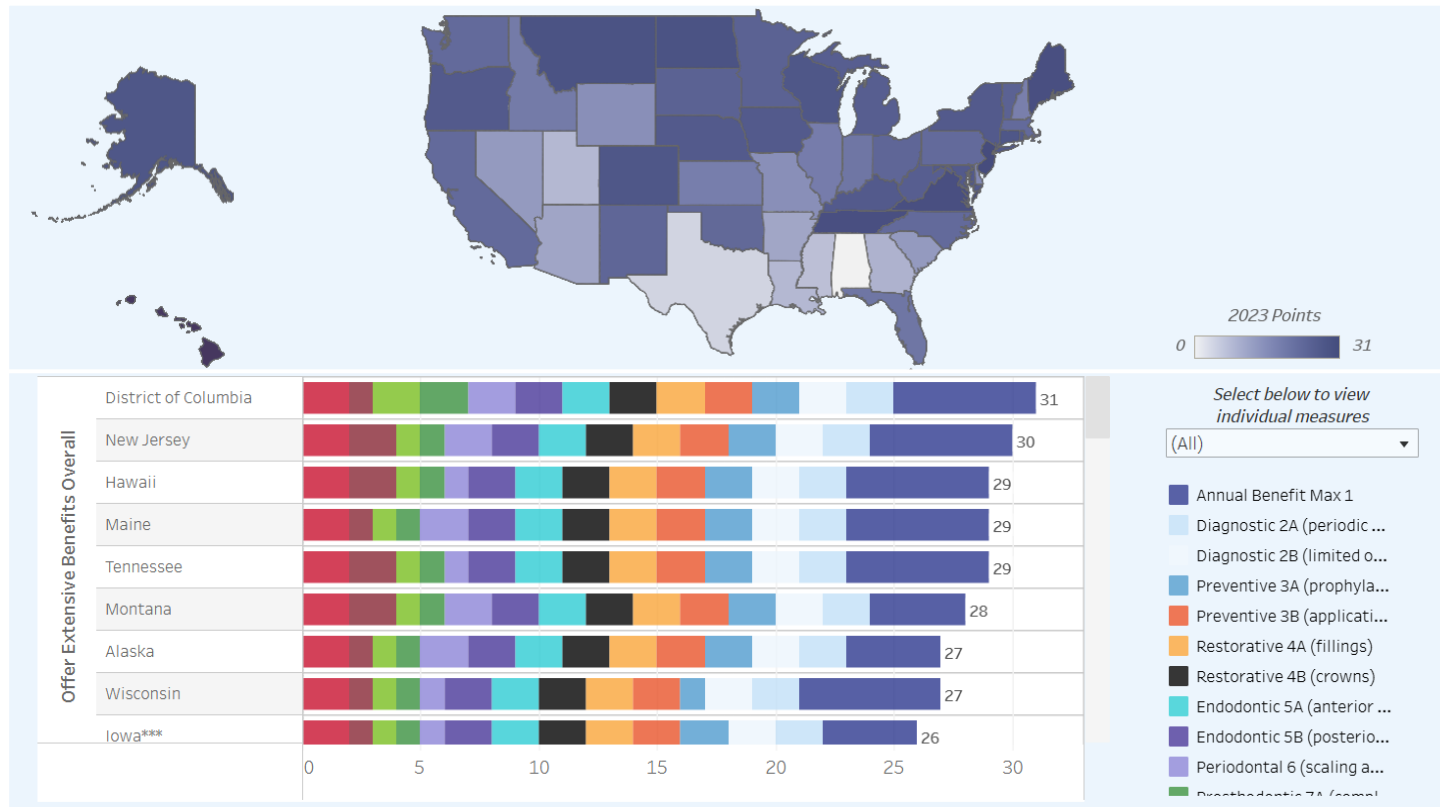 2023 Points
0
31
Offer Extensive Benefits Overall
District of Columbia
31
New Jersey
30
Hawaii
29
Maine
29
Tennessee
29
Montana
28
Alaska
27
Wisconsin
27
Iowa***
26
0
5
10
15
20
25
30
Select below to view
individual measures
(All)
Annual Benefit Max 1
Diagnostic 2A (periodic ...
Diagnostic 2B (limited o...
Preventive 3A (prophyla...
Preventive 3B (applicati...
Restorative 4A (fillings)
Restorative 4B (crowns)
Endodontic 5A (anterior ...
Endodontic 5B (posterio...
Periodontal 6 (scaling a...
Prosthodontic 7A (compl...